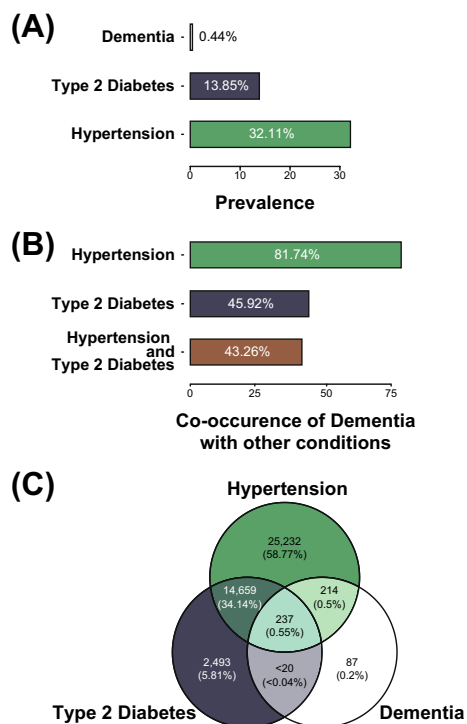 (A)
Dementia
0.44%
Type 2 Diabetes
13.85%
Hypertension
32.11%
0 10 20 30
Prevalence
(B)
Hypertension
81.74%
Type 2 Diabetes
45.92%
Hypertension
and
Type 2 Diabetes
43.26%
0 25 50 75
Co-occurence of Dementia
with other conditions
(C)
Hypertension
25,232
(58.77%)
14,659
(34.14%)
214
(0.5%)
237
(0.55%)
2,493
(5.81%)
<20
(<0.04%)
87
(0.2%)
Type 2 Diabetes
Dementia